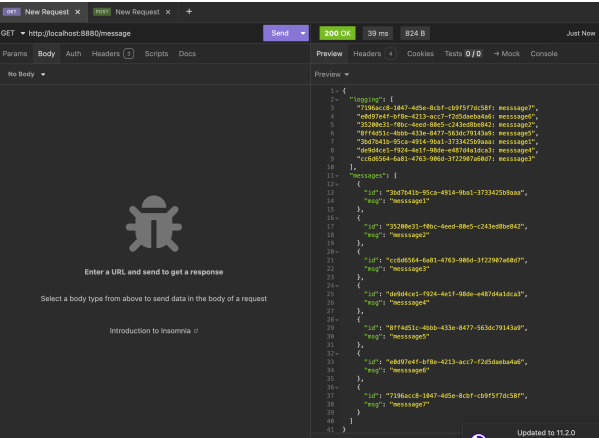 GET New Request × POST New Request × +
GET ▼ http://localhost:8880/message Send ▼ 200 OK 39 ms 824 B Just Now
Params Body Auth Headers 3 Scripts Docs Preview Headers 4 Cookies Tests 0 / 0 → Mock Console
No Body ▼ Preview ▼
1 {
2 "logging": [
3 "7196acc8-1047-4d5e-8cbf-cb9f5f7dc58f: messsage7",
4 "e0d97e4f-bf8e-4213-acc7-f2d5daeba4a6: messsage6",
5 "35200e31-f0bc-4eed-80e5-c243ed8be842: messsage2",
6 "8ff4d51c-4bbb-433e-8477-563dc79143a9: messsage5",
7 "3bd7b41b-95ca-4914-9ba1-3733425b9aaa: messsage1",
8 "de9d4ce1-f924-4e1f-98de-e487d4a1dca3: messsage4",
9 "cc6d6564-6a81-4763-906d-3f22907a60d7: messsage3"
10 ],
11 "messages": [
12 {
13 "id": "3bd7b41b-95ca-4914-9ba1-3733425b9aaa",
14 "msg": "messsage1"
15 },
16 {
17 "id": "35200e31-f0bc-4eed-80e5-c243ed8be842",
18 "msg": "messsage2"
19 },
20 {
21 "id": "cc6d6564-6a81-4763-906d-3f22907a60d7",
22 "msg": "messsage3"
23 },
24 {
25 "id": "de9d4ce1-f924-4e1f-98de-e487d4a1dca3",
26 "msg": "messsage4"
27 },
28 {
29 "id": "8ff4d51c-4bbb-433e-8477-563dc79143a9",
30 "msg": "messsage5"
31 },
32 {
33 "id": "e0d97e4f-bf8e-4213-acc7-f2d5daeba4a6",
34 "msg": "messsage6"
35 },
36 {
37 "id": "7196acc8-1047-4d5e-8cbf-cb9f5f7dc58f",
38 "msg": "messsage7"
39 }
40 ]
41 }
Enter a URL and send to get a response
Select a body type from above to send data in the body of a request
Introduction to Insomnia
Updated to 11.2.0